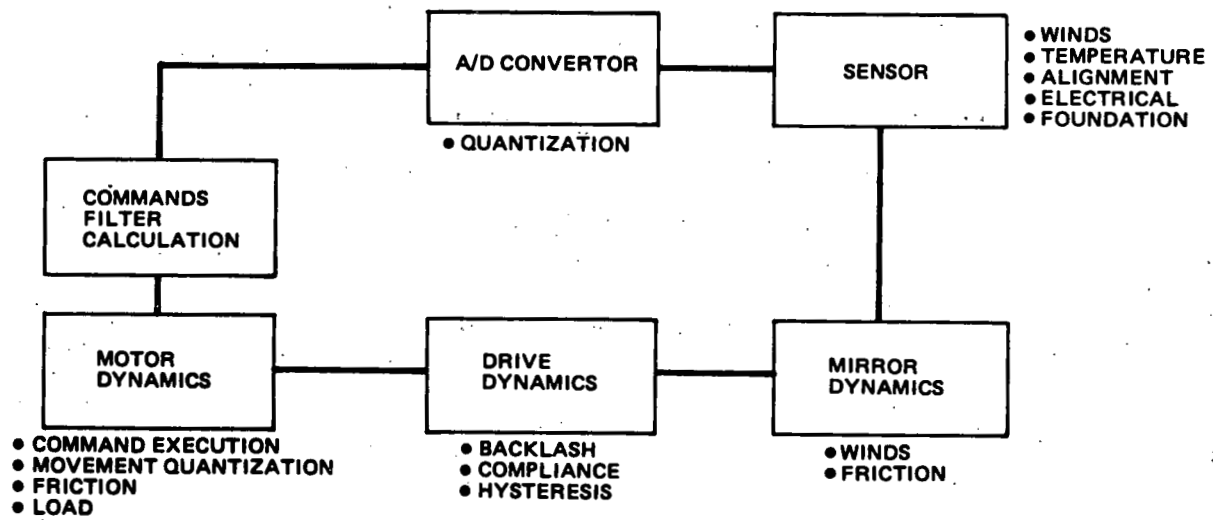 A/D CONVERTOR
● QUANTIZATION
SENSOR
● WINDS
● TEMPERATURE
● ALIGNMENT
● ELECTRICAL
● FOUNDATION
COMMANDS
FILTER
CALCULATION
MOTOR
DYNAMICS
● COMMAND EXECUTION
● MOVEMENT QUANTIZATION
● FRICTION
● LOAD
DRIVE
DYNAMICS
● BACKLASH
● COMPLIANCE
● HYSTERESIS
MIRROR
DYNAMICS
● WINDS
● FRICTION